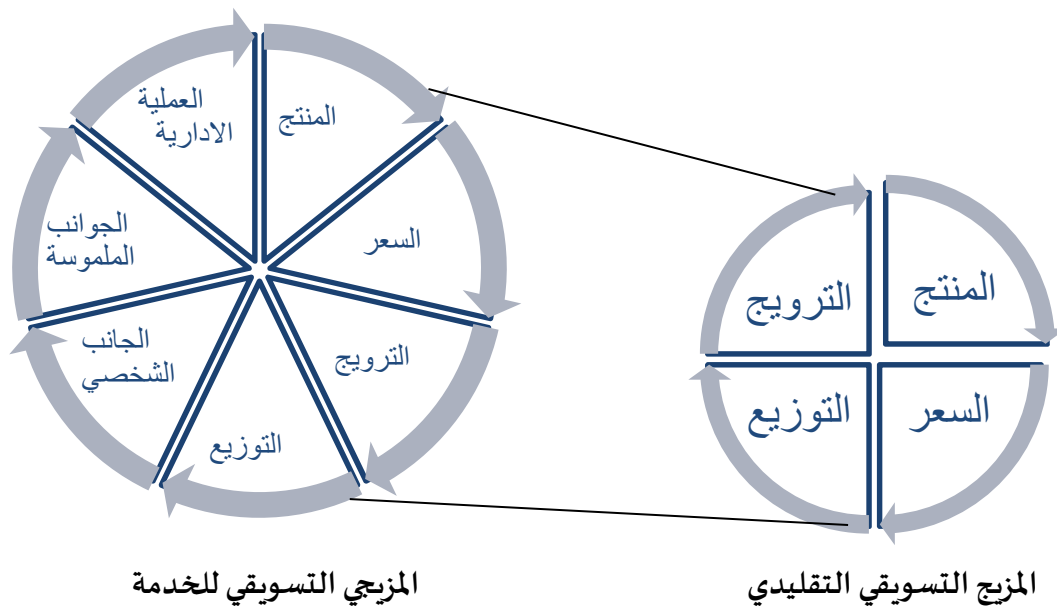 المنتج
السعر
التوزيع
الترويج
المزيج التسويقي التقليدي
المنتج
السعر
الترويج
التوزيع
الجانب
الشخصي
الجوانب
الملموسة
العملية
الادارية
المزيجي التسويقي للخدمة